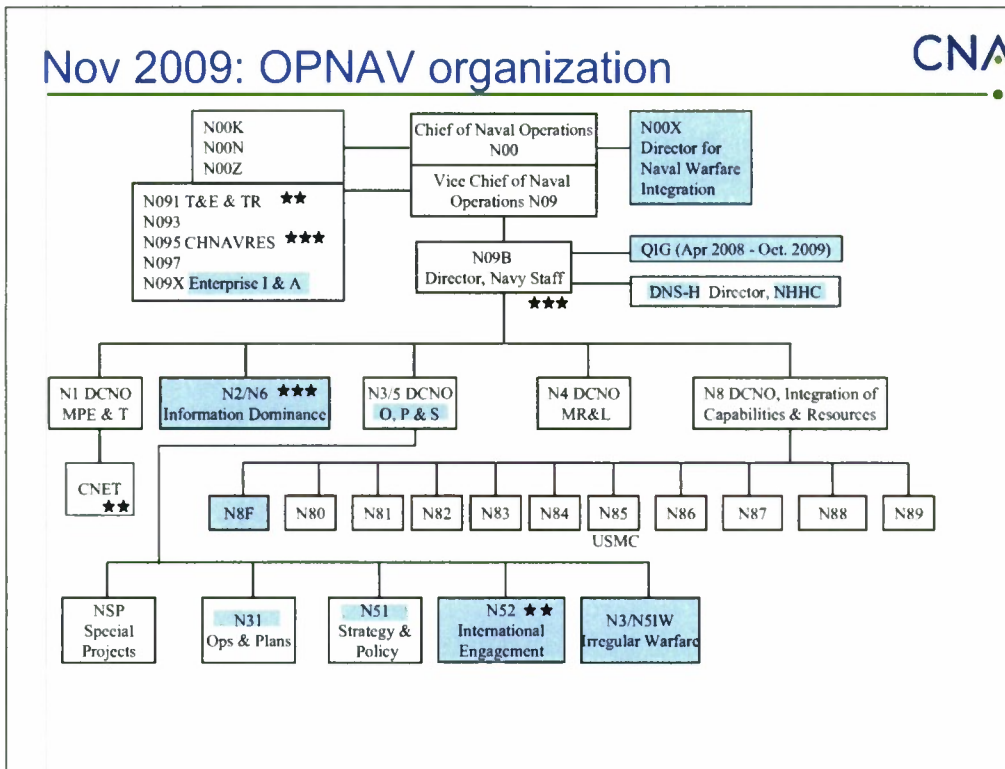 Nov 2009: OPNAV organization
CNA
N00K
N00N
N00Z
Chief of Naval Operations
N00
N00X
Director for
Naval Warfare
Integration
Vice Chief of Naval
Operations N09
N091 T&E & TR ★★
N093
N095 CHNAVRES ★★★
N097
N09X Enterprise I & A
N09B
Director, Navy Staff
★★★
QIG (Apr 2008 - Oct. 2009)
DNS-H Director, NHHC
N1 DCNO
MPE & T
N2/N6 ★★★
Information Dominance
N3/5 DCNO
O, P & S
N4 DCNO
MR&L
N8 DCNO, Integration of
Capabilities & Resources
CNET
★★
N8F
N80
N81
N82
N83
N84
N85
N86
N87
N88
N89
USMC
NSP
Special
Projects
N31
Ops & Plans
N51
Strategy &
Policy
N52 ★★
International
Engagement
N3/N51W
Irregular Warfare